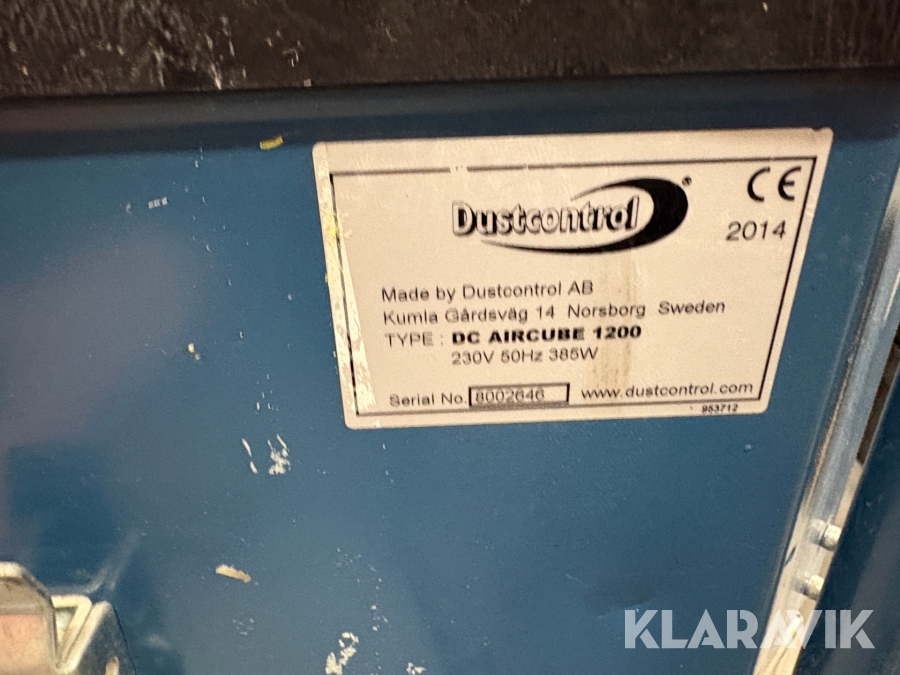 Dustcontrol®
CE
2014
Made by Dustcontrol AB
Kumla Gårdsväg 14 Norsborg Sweden
TYPE : DC AIRCUBE 1200
230V 50Hz 385W
Serial No. 8002646 www.dustcontrol.com
953712
KLARAVIK